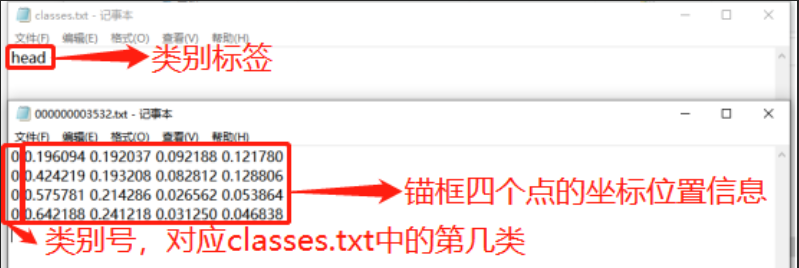 classes.txt - 记事本
文件(F) 编辑(E) 格式(O) 查看(V) 帮助(H)
head
类别标签
000000003532.txt - 记事本
文件(F) 编辑(E) 格式(O) 查看(V) 帮助(H)
0 0.196094 0.192037 0.092188 0.121780
0 0.424219 0.193208 0.082812 0.128806
0 0.575781 0.214286 0.026562 0.053864
0 0.642188 0.241218 0.031250 0.046838
锚框四个点的坐标位置信息
类别号，对应classes.txt中的第几类